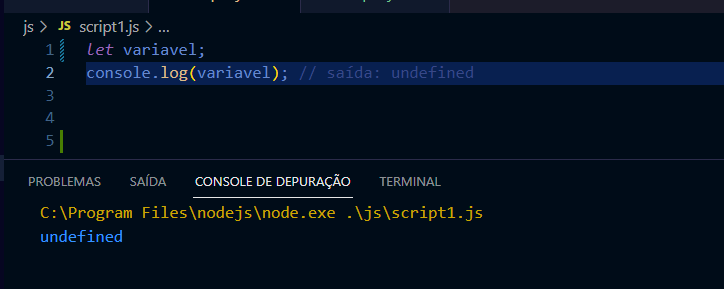 js > JS script1.js > ...
1 let variavel;
2 console.log(variavel); // saída: undefined
3
4
5
PROBLEMAS SAÍDA CONSOLE DE DEPURAÇÃO TERMINAL
C:\Program Files\nodejs\node.exe .\js\script1.js
undefined